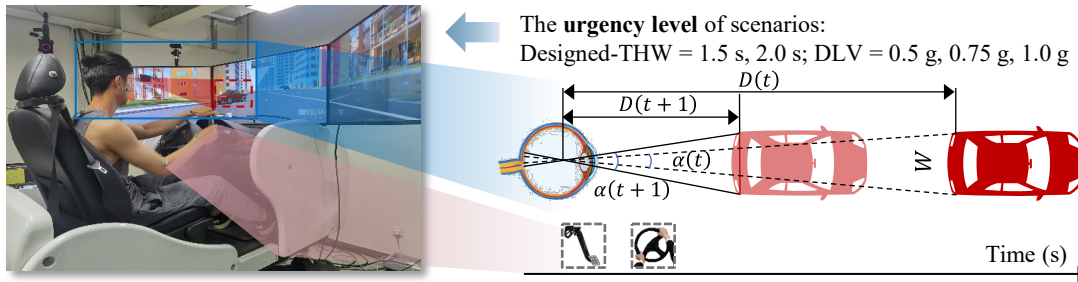 The urgency level of scenarios:
Designed-THW = 1.5 s, 2.0 s; DLV = 0.5 g, 0.75 g, 1.0 g
D(t)
D(t + 1)
α(t)
W
α(t + 1)
Time (s)